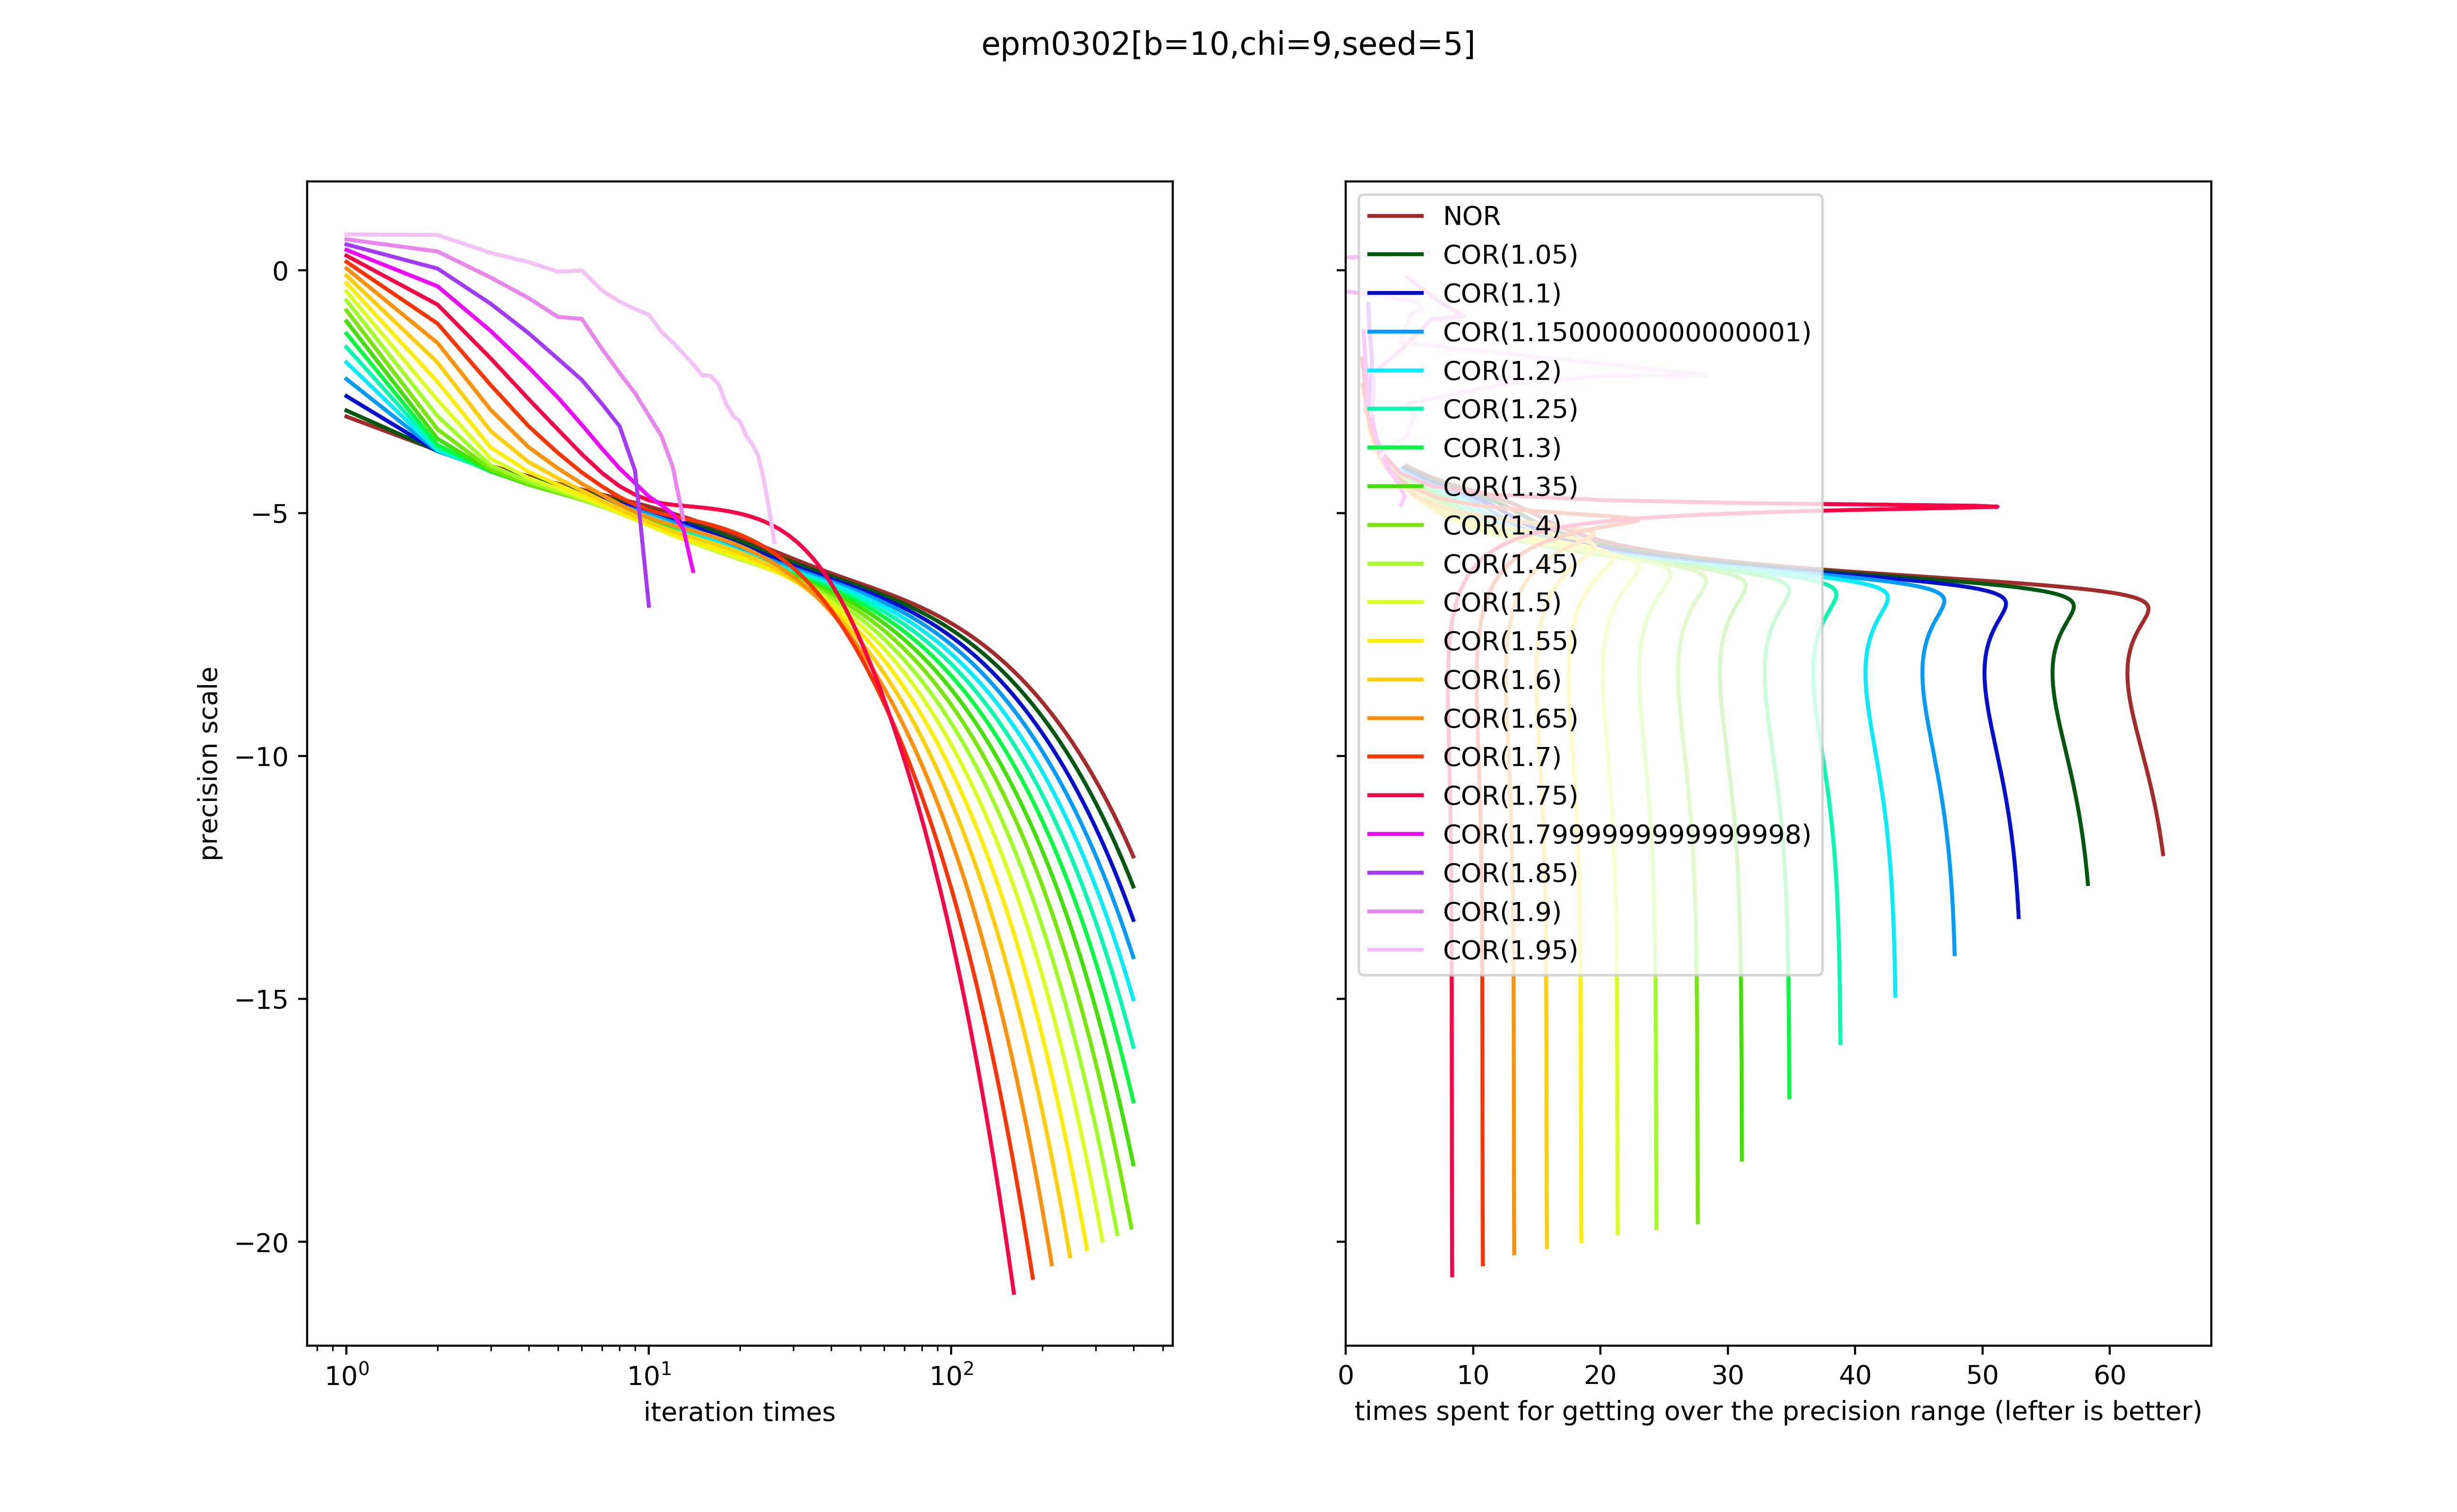 epm0302[b=10,chi=9,seed=5]
precision scale
0
−5
−10
−15
−20
10⁰ 10¹ 10²
iteration times
NOR
COR(1.05)
COR(1.1)
COR(1.1500000000000001)
COR(1.2)
COR(1.25)
COR(1.3)
COR(1.35)
COR(1.4)
COR(1.45)
COR(1.5)
COR(1.55)
COR(1.6)
COR(1.65)
COR(1.7)
COR(1.75)
COR(1.7999999999999998)
COR(1.85)
COR(1.9)
COR(1.95)
0 10 20 30 40 50 60
times spent for getting over the precision range (lefter is better)